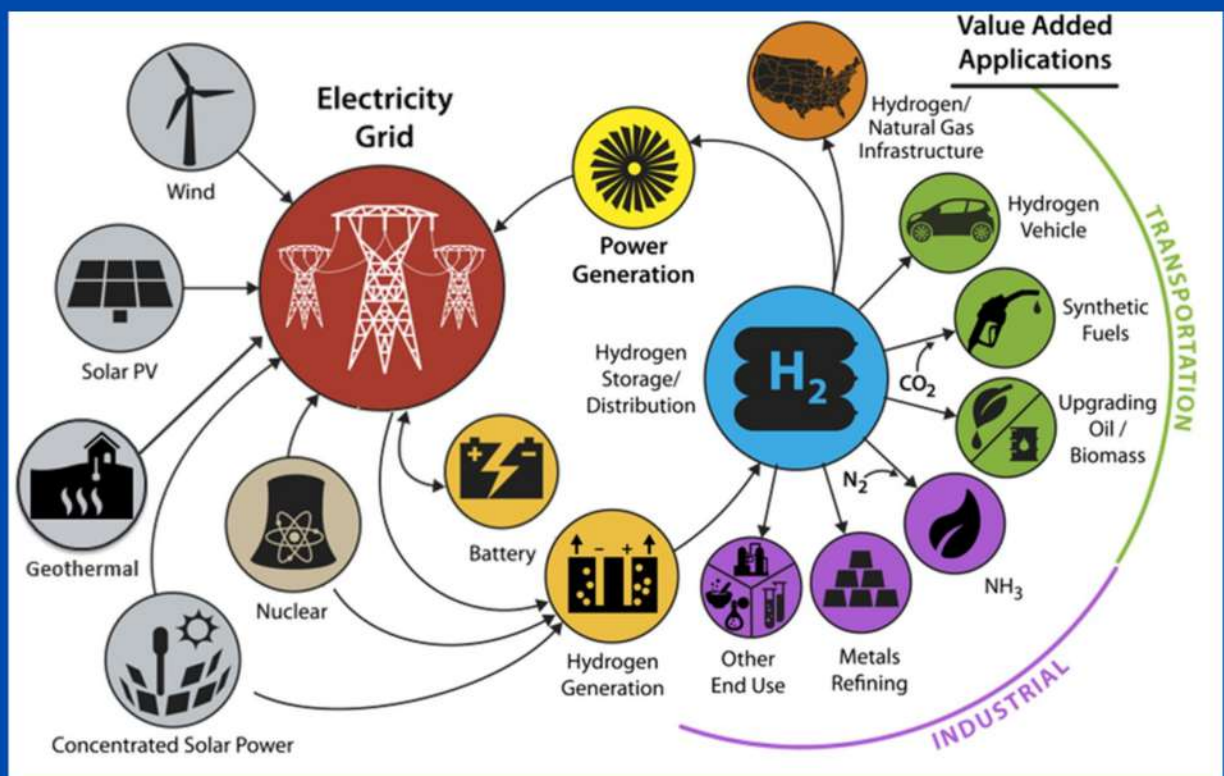 Value Added
Applications
Electricity
Grid
Wind
Hydrogen/
Natural Gas
Infrastructure
Hydrogen
Vehicle
Power
Generation
Solar PV
Hydrogen
Storage/
Distribution
H2
Synthetic
Fuels
CO2
Upgrading
Oil /
Biomass
TRANSPORTATION
Geothermal
Nuclear
+ -
Battery
- +
Hydrogen
Generation
N2
NH3
Other
End Use
Metals
Refining
INDUSTRIAL
Concentrated Solar Power